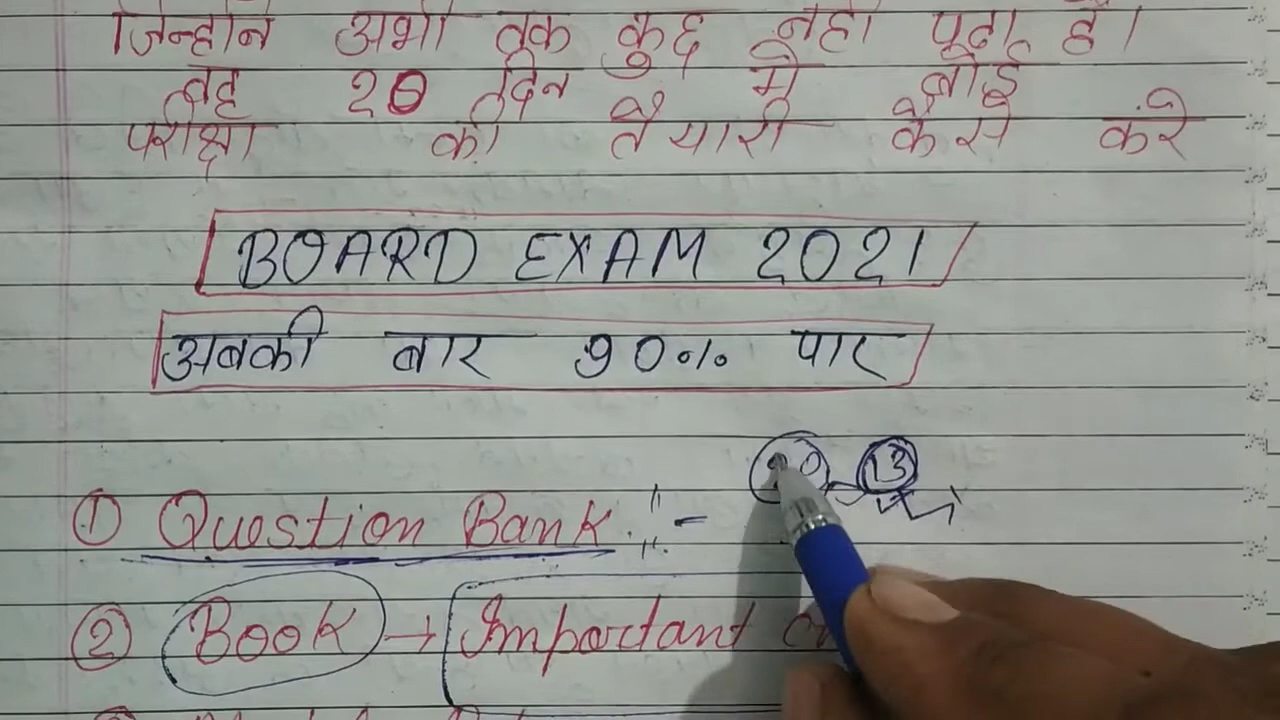 जिन्होंने अभी तक कुछ नहीं पढ़ा है।
वह 20 दिन में बोर्ड
परीक्षा की तैयारी कैसे करे
BOARD EXAM 2021
अबकी बार 90% पार
13
① Question Bank :-
② Book → Important